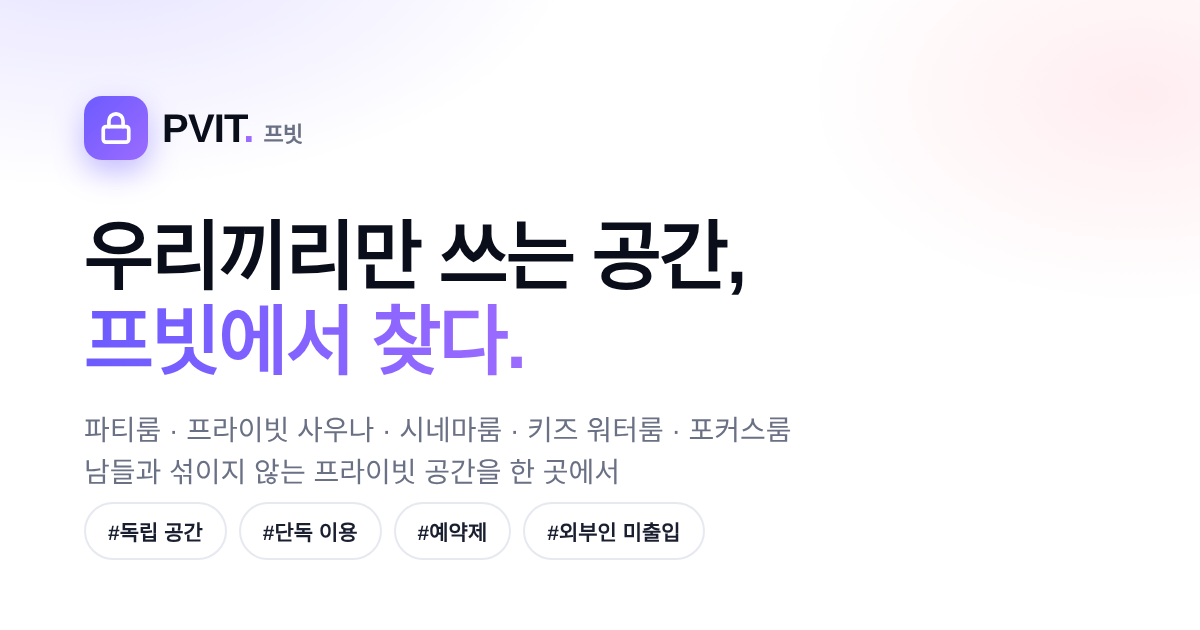 PVIT. 프빗
우리끼리만 쓰는 공간,
프빗에서 찾다.
파티룸 · 프라이빗 사우나 · 시네마룸 · 키즈 워터룸 · 포커스룸
남들과 섞이지 않는 프라이빗 공간을 한 곳에서
#독립 공간 #단독 이용 #예약제 #외부인 미출입